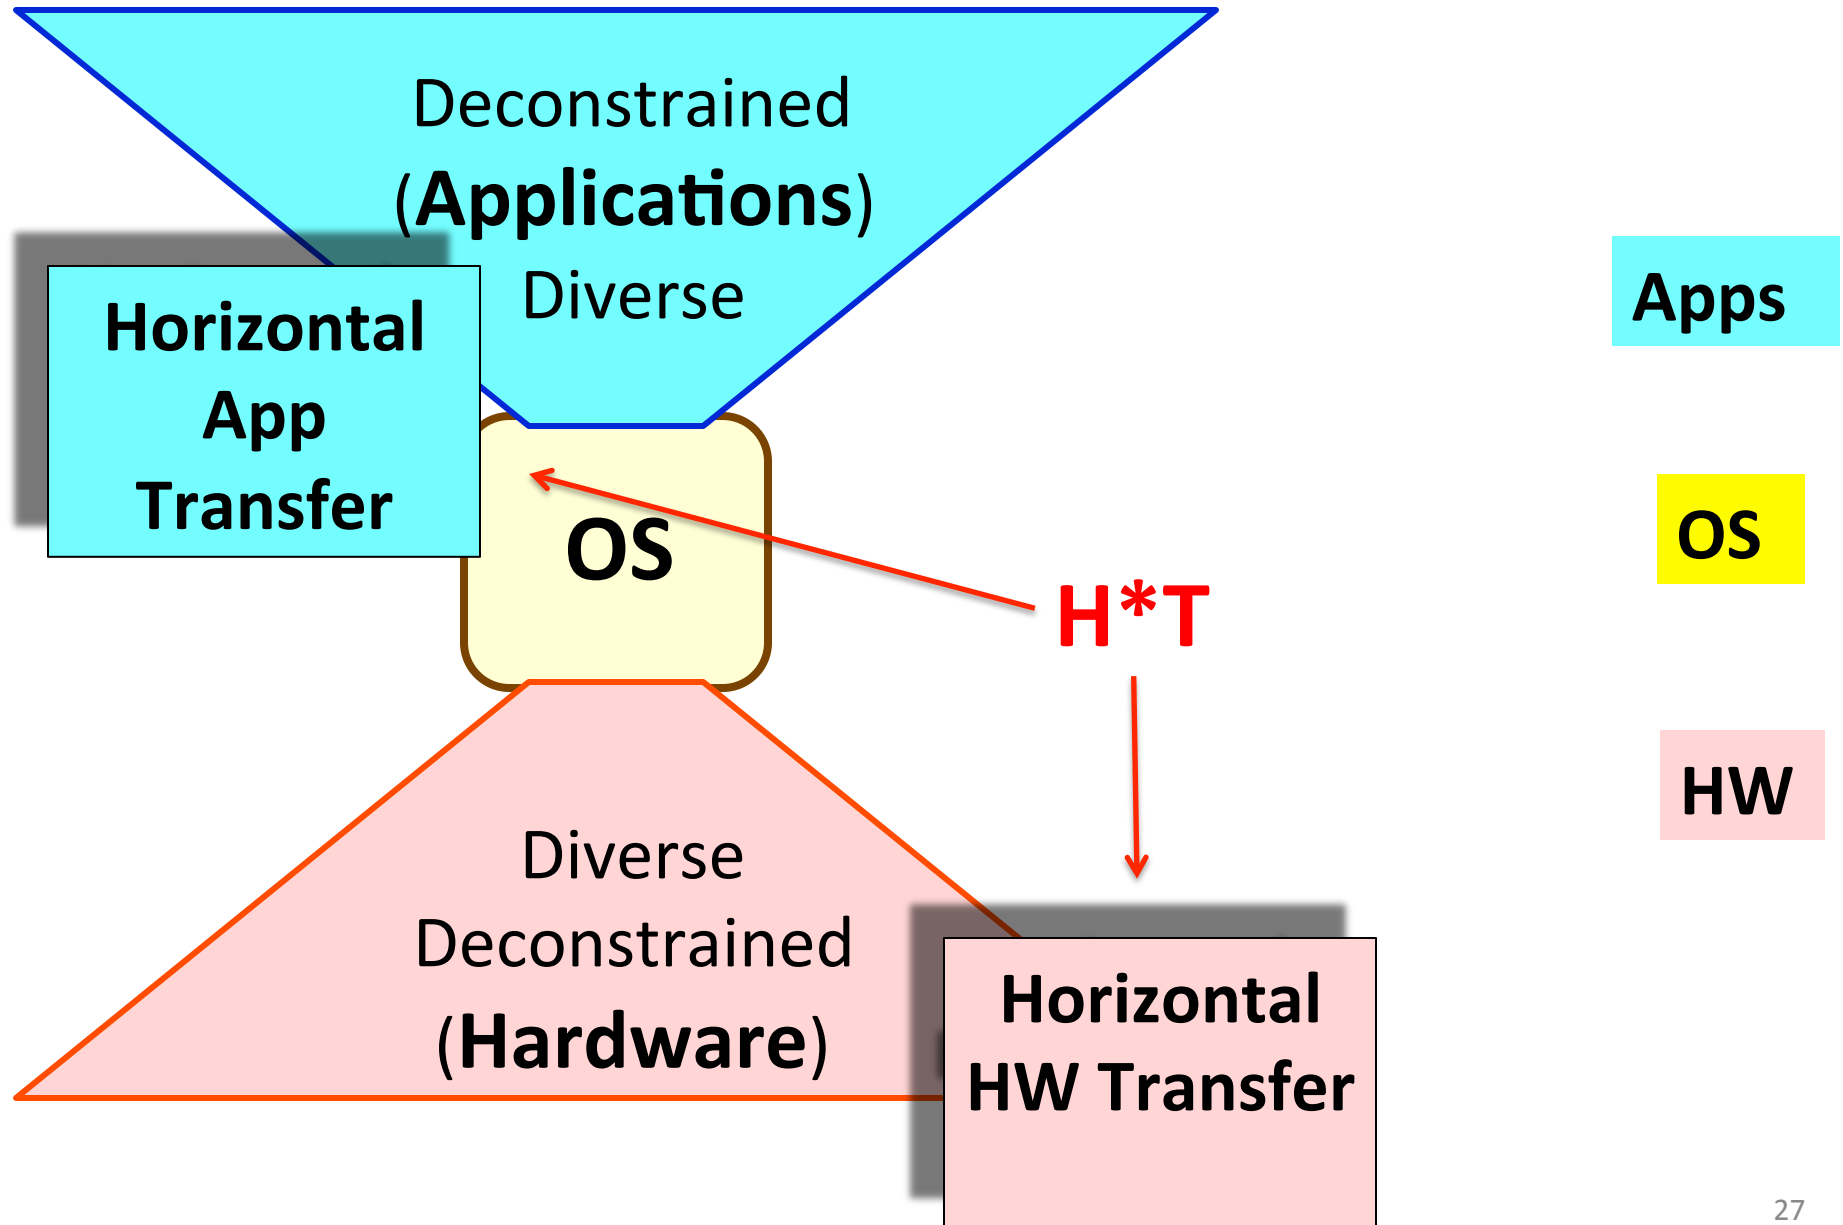 Deconstrained
(Applications)
Diverse
Horizontal
App
Transfer
OS
H*T
Diverse
Deconstrained
(Hardware)
Horizontal
HW Transfer
Apps
OS
HW
27